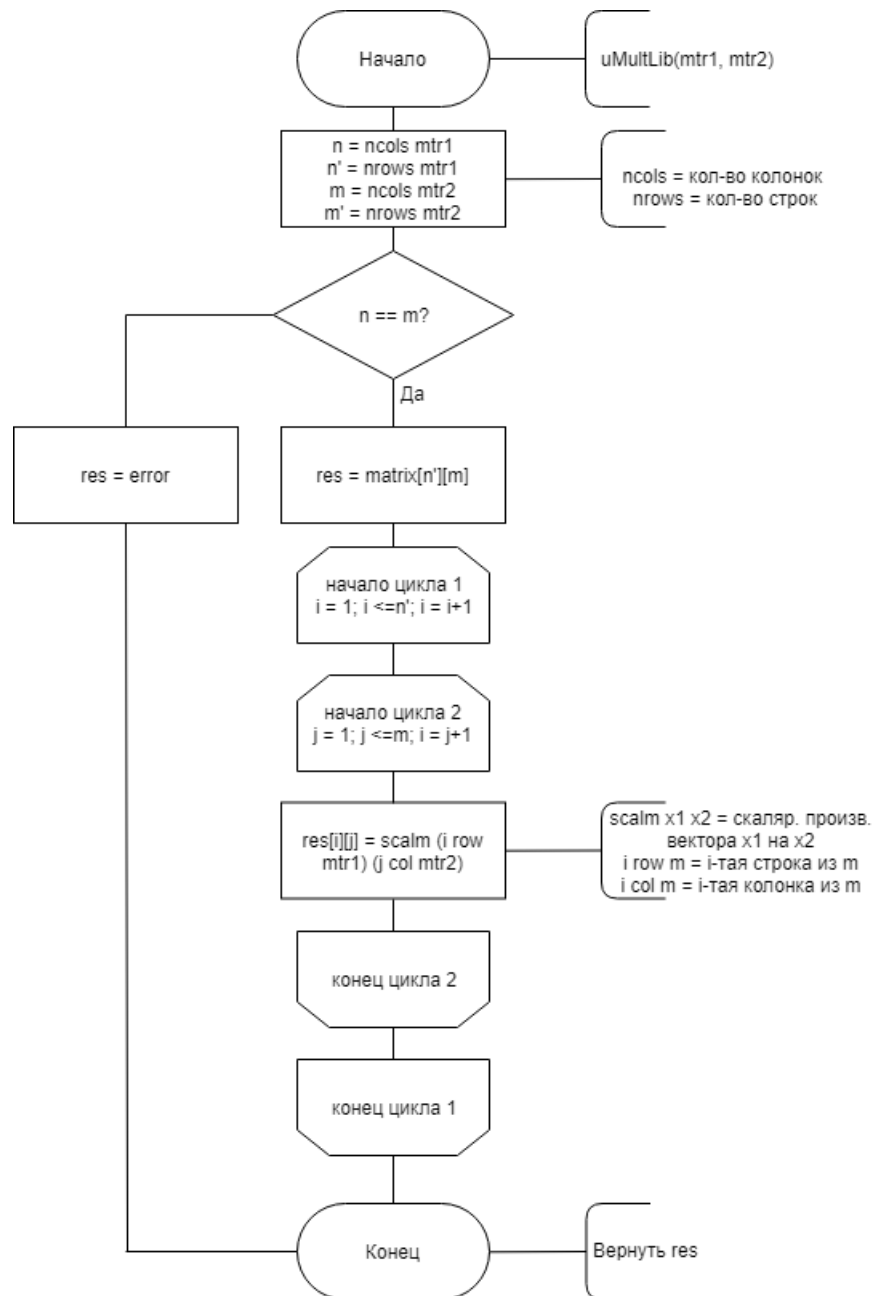 Начало
uMultLib(mtr1, mtr2)
n = ncols mtr1
n' = nrows mtr1
m = ncols mtr2
m' = nrows mtr2
ncols = кол-во колонок
nrows = кол-во строк
n == m?
Да
res = error
res = matrix[n'][m]
начало цикла 1
i = 1; i <=n'; i = i+1
начало цикла 2
j = 1; j <=m; i = j+1
res[i][j] = scalm (i row
mtr1) (j col mtr2)
scalm x1 x2 = скаляр. произв.
вектора x1 на x2
i row m = i-тая строка из m
i col m = i-тая колонка из m
конец цикла 2
конец цикла 1
Конец
Вернуть res